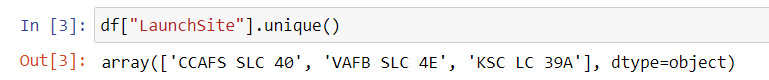 In [3]: df["LaunchSite"].unique()
Out[3]: array(['CCAFS SLC 40', 'VAFB SLC 4E', 'KSC LC 39A'], dtype=object)